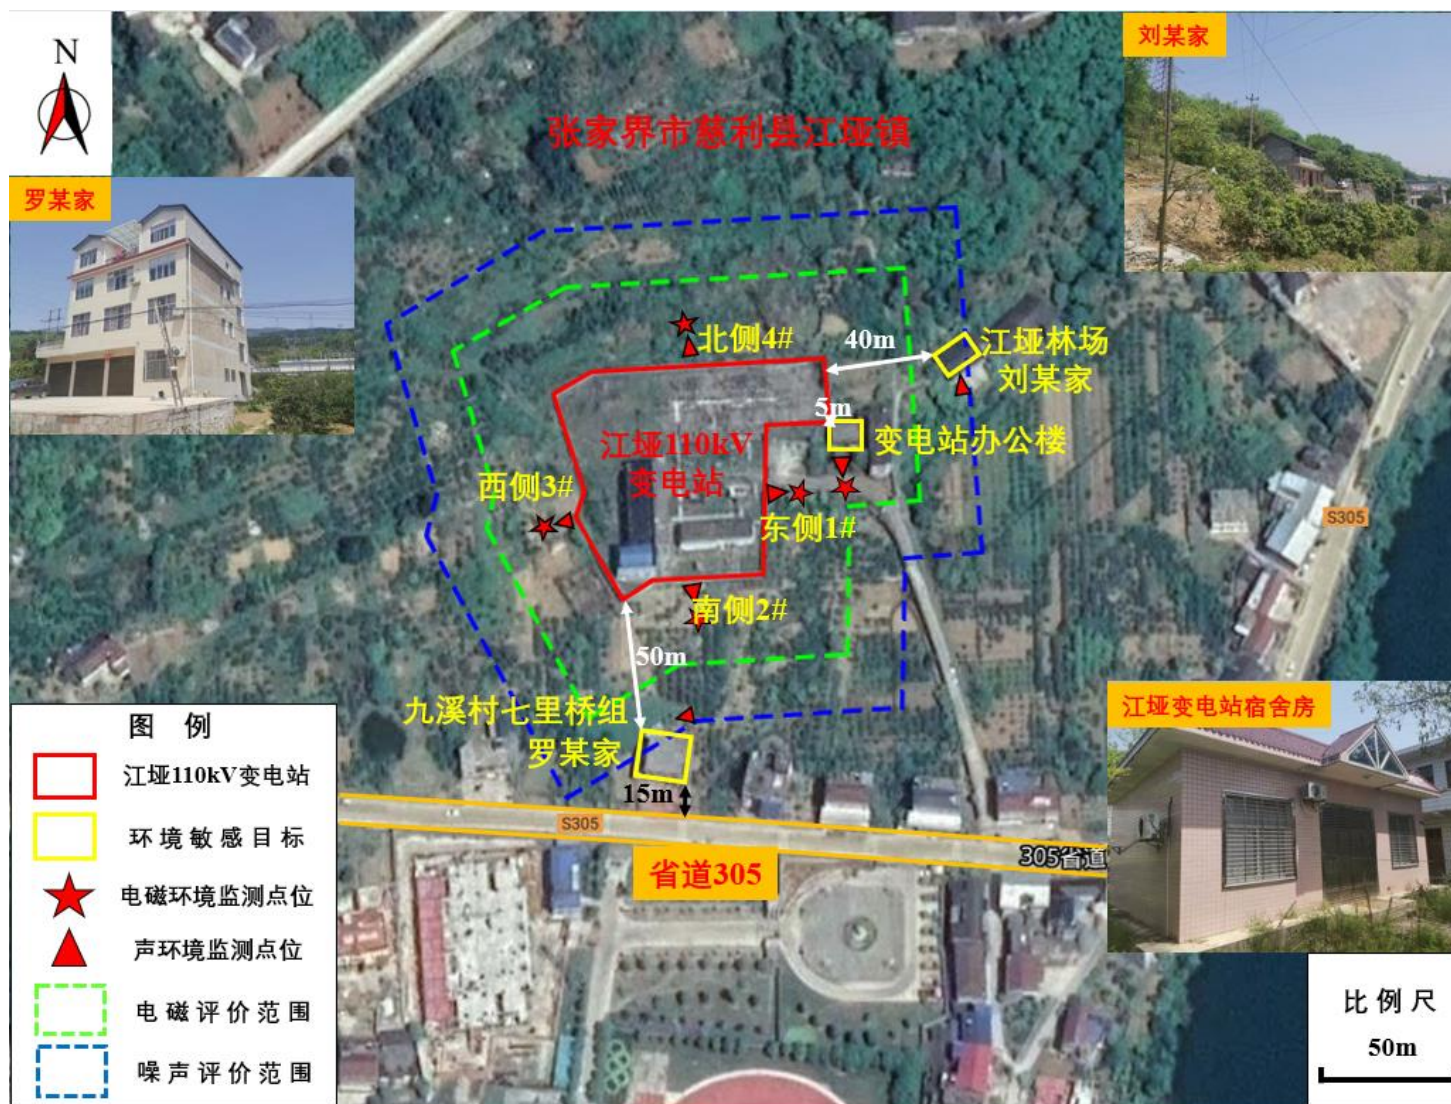 N
刘某家
张家界市慈利县江垭镇
罗某家
北侧4#
40m
江垭林场
刘某家
5m
江垭110kV
变电站
变电站办公楼
西侧3#
东侧1#
S305
南侧2#
50m
九溪村七里桥组
罗某家
15m
江垭变电站宿舍房
S305
305省道
省道305
图 例
江垭110kV变电站
环境敏感目标
电磁环境监测点位
声环境监测点位
电磁评价范围
噪声评价范围
比例尺
50m